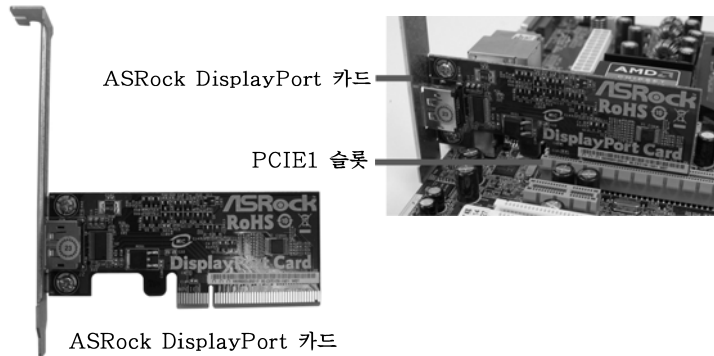 ASRock DisplayPort 카드
AMD
ASRock
RoHS
DisplayPort Card
PCIE1 슬롯
ASRock
RoHS
DisplayPort Card
ASRock DisplayPort 카드